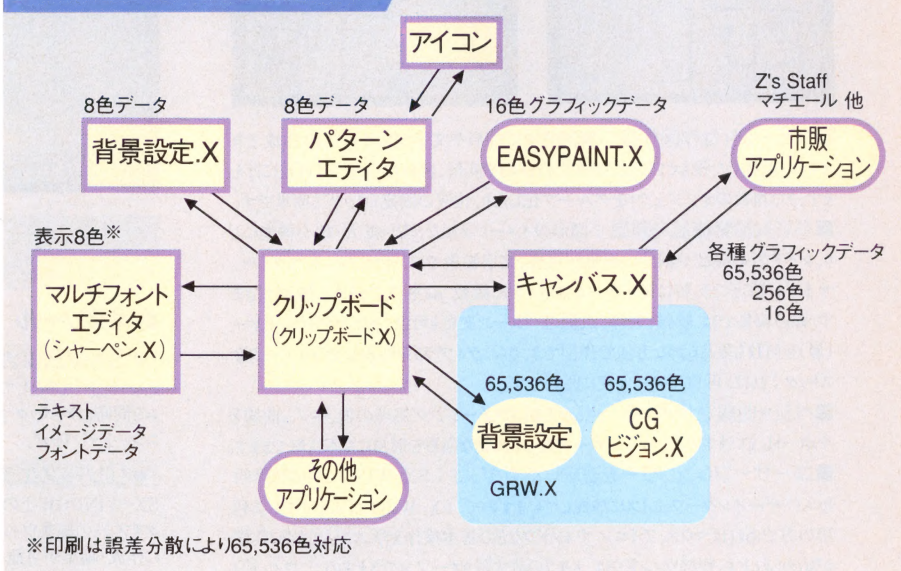 アイコン
8色データ
背景設定.X
8色データ
パターン
エディタ
16色グラフィックデータ
EASYPAINT.X
Z's Staff
マチエール 他
市販
アプリケーション
表示8色※
マルチフォント
エディタ
(シャーペン.X)
テキスト
イメージデータ
フォントデータ
クリップボード
(クリップボード.X)
キャンバス.X
各種グラフィックデータ
65,536色
256色
16色
65,536色
背景設定
GRW.X
65,536色
CG
ビジョン.X
その他
アプリケーション
※印刷は誤差分散により65,536色対応